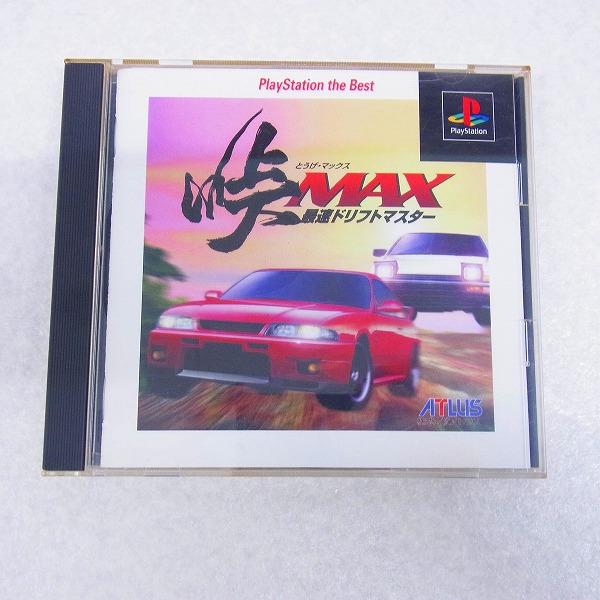 PlayStation the Best
PlayStation
とうげ・マックス
峠MAX
最速ドリフトマスター
ATLUS